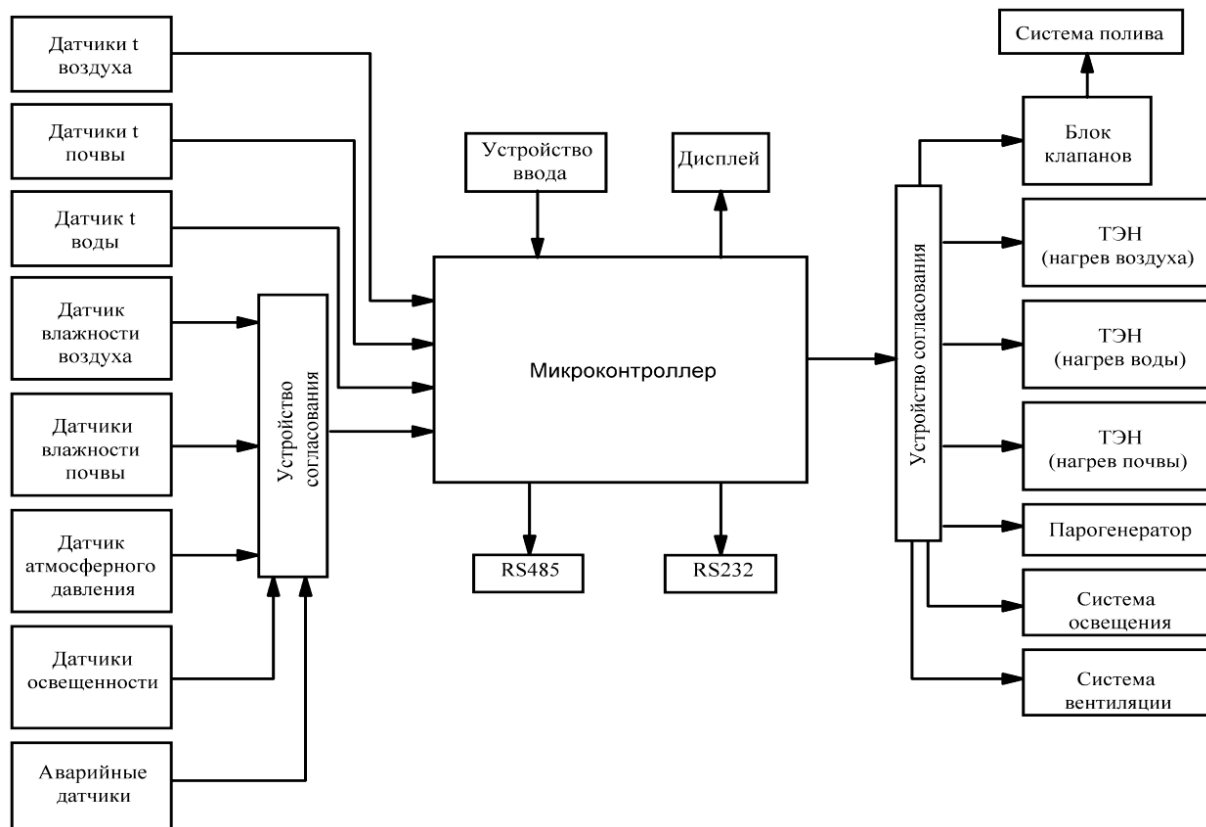 Датчики t
воздуха
Датчики t
почвы
Датчик t
воды
Датчик
влажности
воздуха
Датчики
влажности
почвы
Датчик
атмосферного
давления
Датчики
освещенности
Аварийные
датчики
Устройство
согласования
Устройство
ввода
Дисплей
Микроконтроллер
RS485
RS232
Устройство согласования
Система полива
Блок
клапанов
ТЭН
(нагрев воздуха)
ТЭН
(нагрев воды)
ТЭН
(нагрев почвы)
Парогенератор
Система
освещения
Система
вентиляции